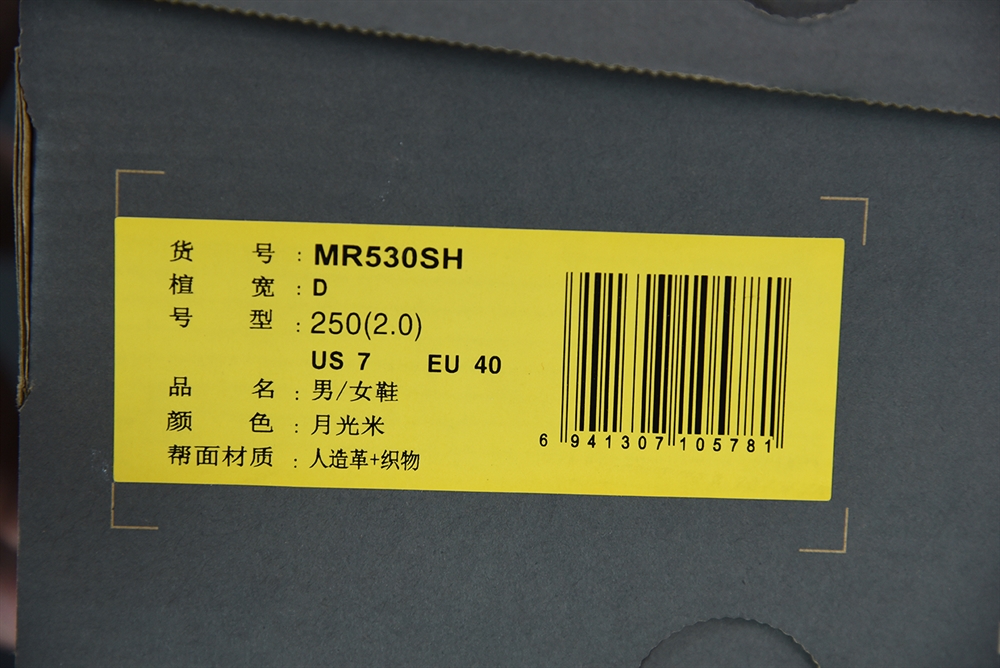 货号：MR530SH
楦宽：D
号型：250(2.0)
US 7 EU 40
品名：男/女鞋
颜色：月光米
帮面材质：人造革+织物
6 941307 105781